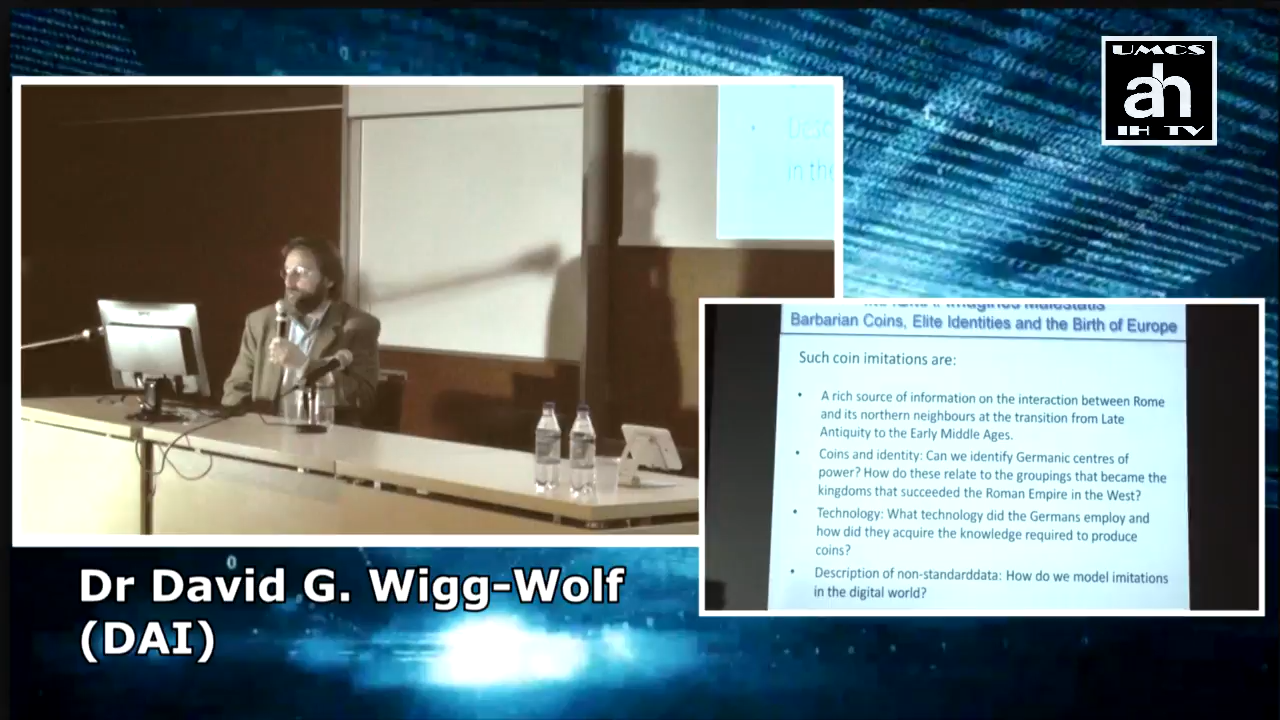 UMCS
ah
IH TV
in the
Imagines Maiestatis
Barbarian Coins, Elite Identities and the Birth of Europe
Such coin imitations are:
• A rich source of information on the interaction between Rome
and its northern neighbours at the transition from Late
Antiquity to the Early Middle Ages.
• Coins and identity: Can we identify Germanic centres of
power? How do these relate to the groupings that became the
kingdoms that succeeded the Roman Empire in the West?
• Technology: What technology did the Germans employ and
how did they acquire the knowledge required to produce
coins?
• Description of non-standarddata: How do we model imitations
in the digital world?
Dr David G. Wigg-Wolf
(DAI)